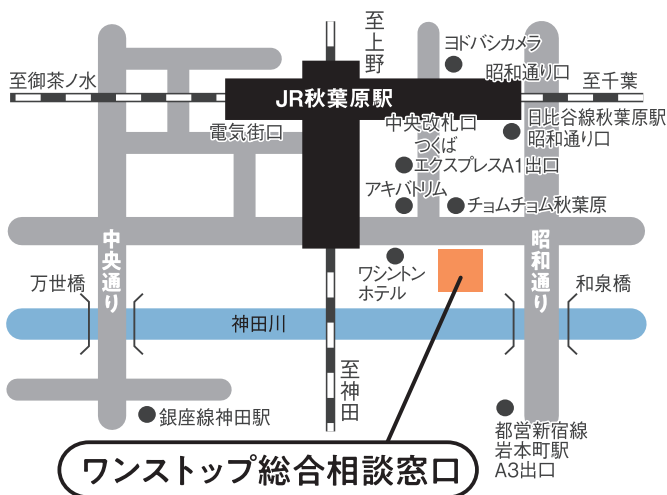 至上野
ヨドバシカメラ
昭和通り口
至御茶ノ水
JR秋葉原駅
至千葉
電気街口
中央改札口
つくば
エクスプレスA1出口
日比谷線秋葉原駅
昭和通り口
アキバトリム
チョムチョム秋葉原
中央通り
昭和通り
ワシントン
ホテル
万世橋
和泉橋
神田川
至神田
銀座線神田駅
都営新宿線
岩本町駅
A3出口
ワンストップ総合相談窓口